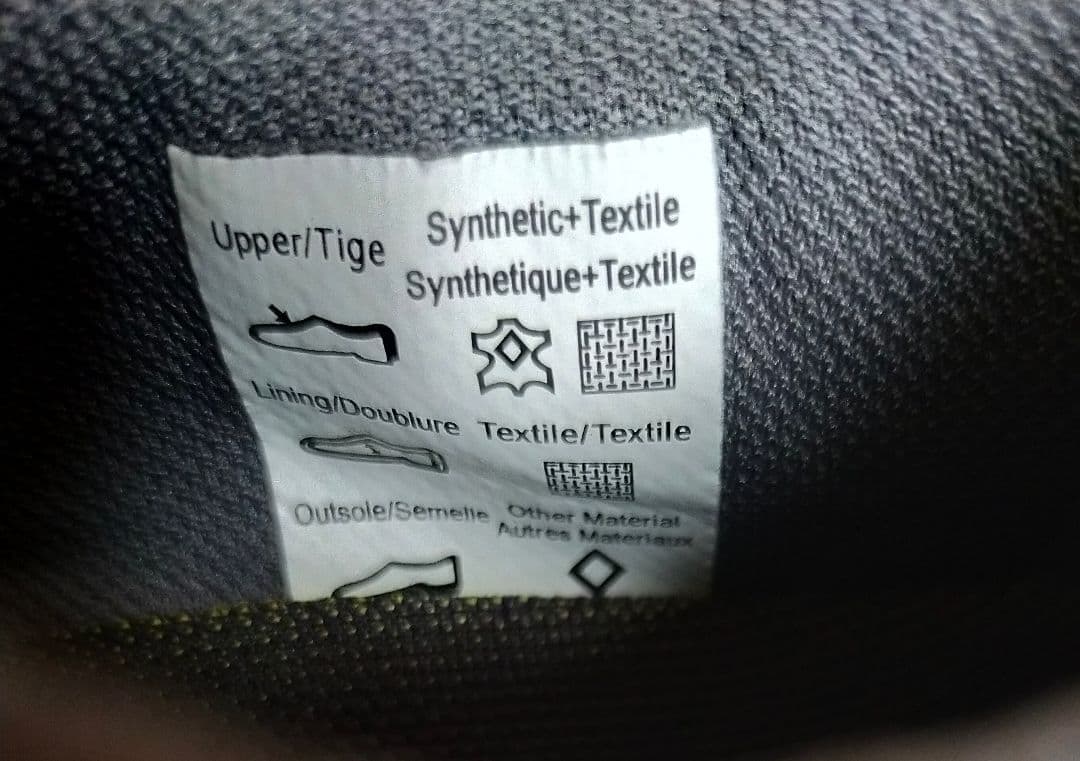 Upper/Tige
Synthetic+Textile
Synthetique+Textile
Lining/Doublure
Textile/Textile
Outsole/Semelle
Other Material
Autres Materiaux